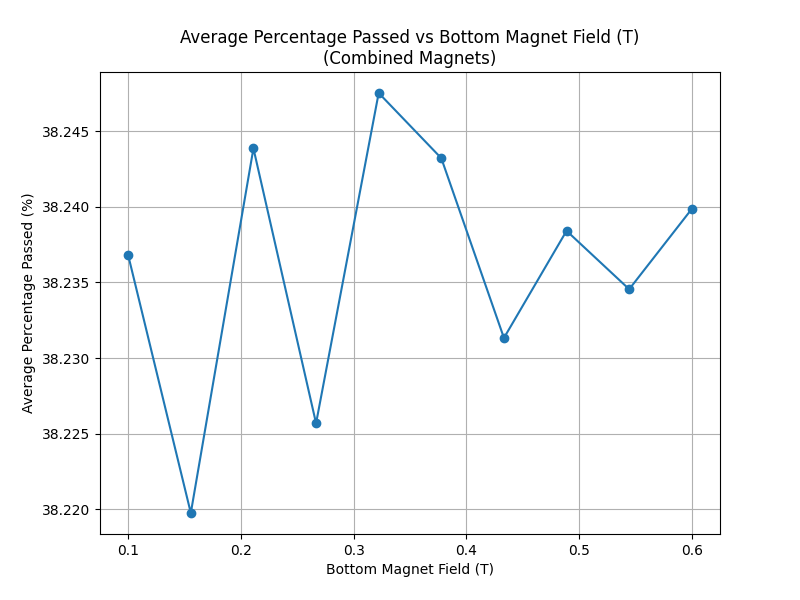 Average Percentage Passed vs Bottom Magnet Field (T)
(Combined Magnets)
Average Percentage Passed (%)
38.245
38.240
38.235
38.230
38.225
38.220
0.1 0.2 0.3 0.4 0.5 0.6
Bottom Magnet Field (T)